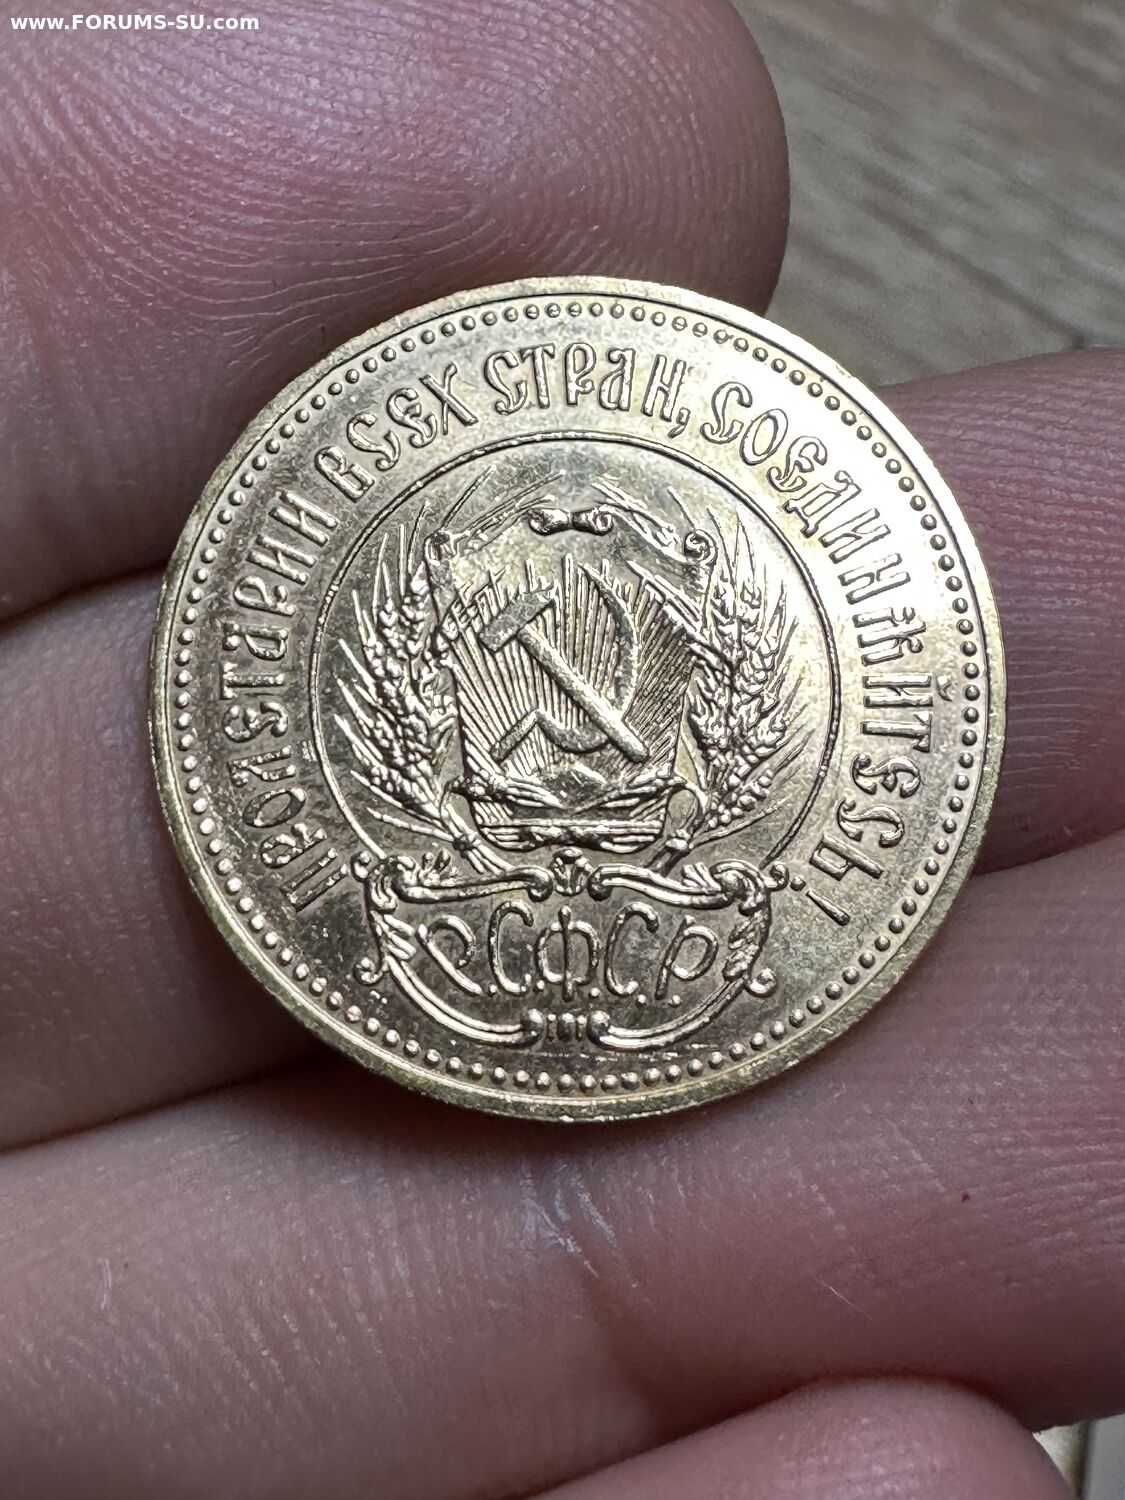 www.FORUMS-SU.com
ПРОЛЕТАРИИ ВСЕХ СТРАН, СОЕДИНЯЙТЕСЬ!
Р.С.Ф.С.Р.